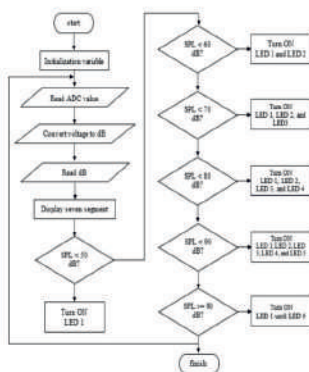 start
Initialization variable
Read ADC value
Convert voltage to dB
Read dB
Display seven segment
SPL < 50
dB?
Turn ON
LED 1
SPL < 60
dB?
Turn ON
LED 1 and LED 2
SPL < 70
dB?
Turn ON
LED 1, LED 2, and
LED3
SPL < 80
dB?
Turn ON
LED 1, LED 2,
LED 3, and LED 4
SPL < 90
dB?
Turn ON
LED 1 LED 2, LED
3, LED 4, and LED 5
SPL >= 90
dB?
Turn ON
LED 1 until LED 6
finish